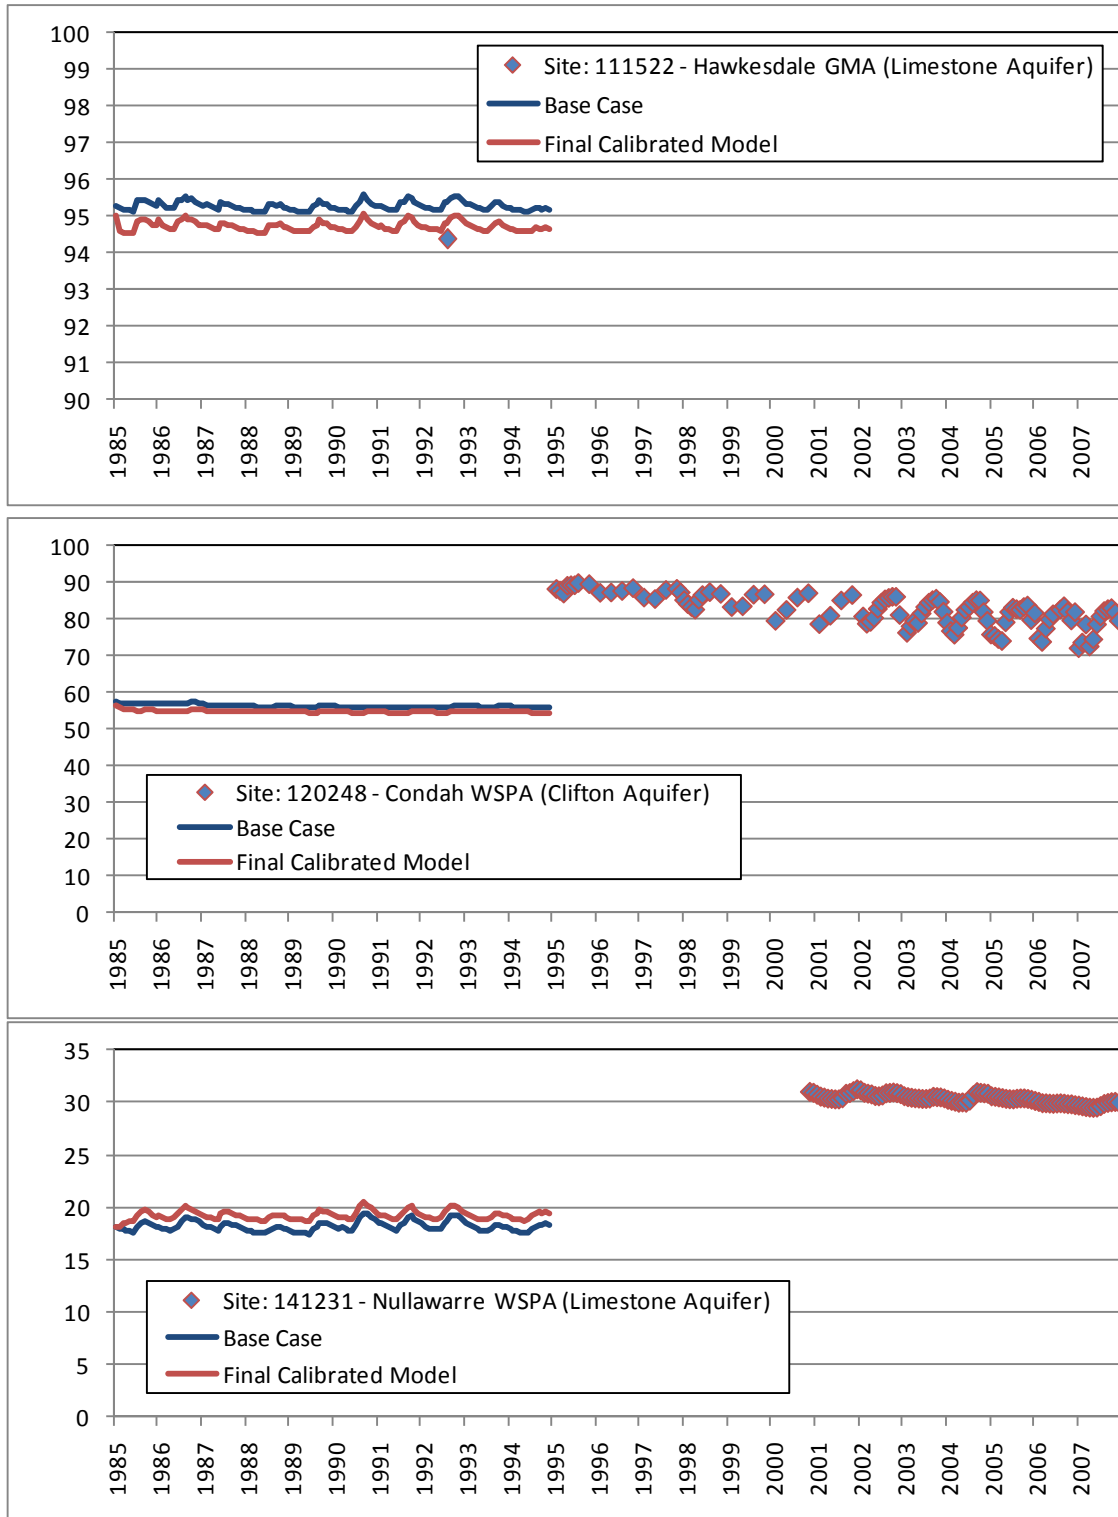 100
99
98
97
96
95
94
93
92
91
90
Site: 111522 - Hawkesdale GMA (Limestone Aquifer)
Base Case
Final Calibrated Model
1985 1986 1987 1988 1989 1990 1991 1992 1993 1994 1995 1996 1997 1998 1999 2000 2001 2002 2003 2004 2005 2006 2007
100
90
80
70
60
50
40
30
20
10
0
Site: 120248 - Condah WSPA (Clifton Aquifer)
Base Case
Final Calibrated Model
1985 1986 1987 1988 1989 1990 1991 1992 1993 1994 1995 1996 1997 1998 1999 2000 2001 2002 2003 2004 2005 2006 2007
35
30
25
20
15
10
5
0
Site: 141231 - Nullawarre WSPA (Limestone Aquifer)
Base Case
Final Calibrated Model
1985 1986 1987 1988 1989 1990 1991 1992 1993 1994 1995 1996 1997 1998 1999 2000 2001 2002 2003 2004 2005 2006 2007